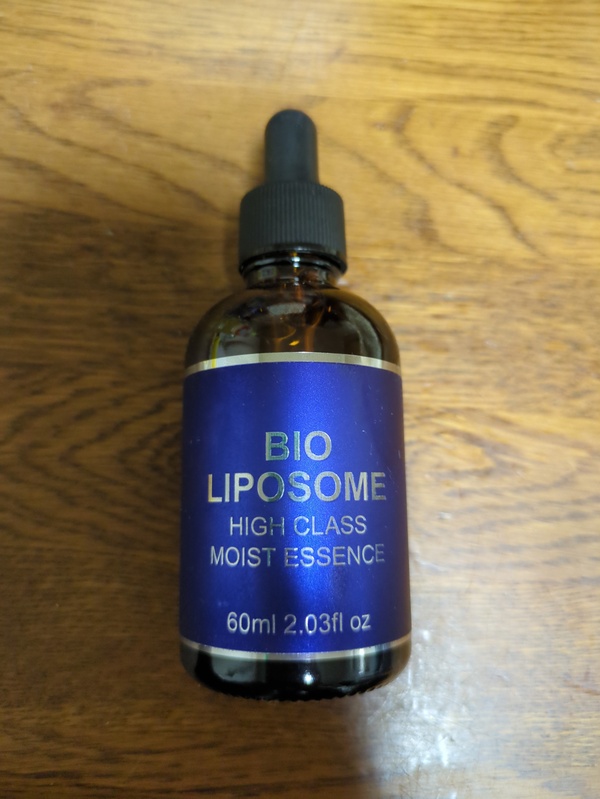 BIO
LIPOSOME
HIGH CLASS
MOIST ESSENCE
60ml 2.03fl oz